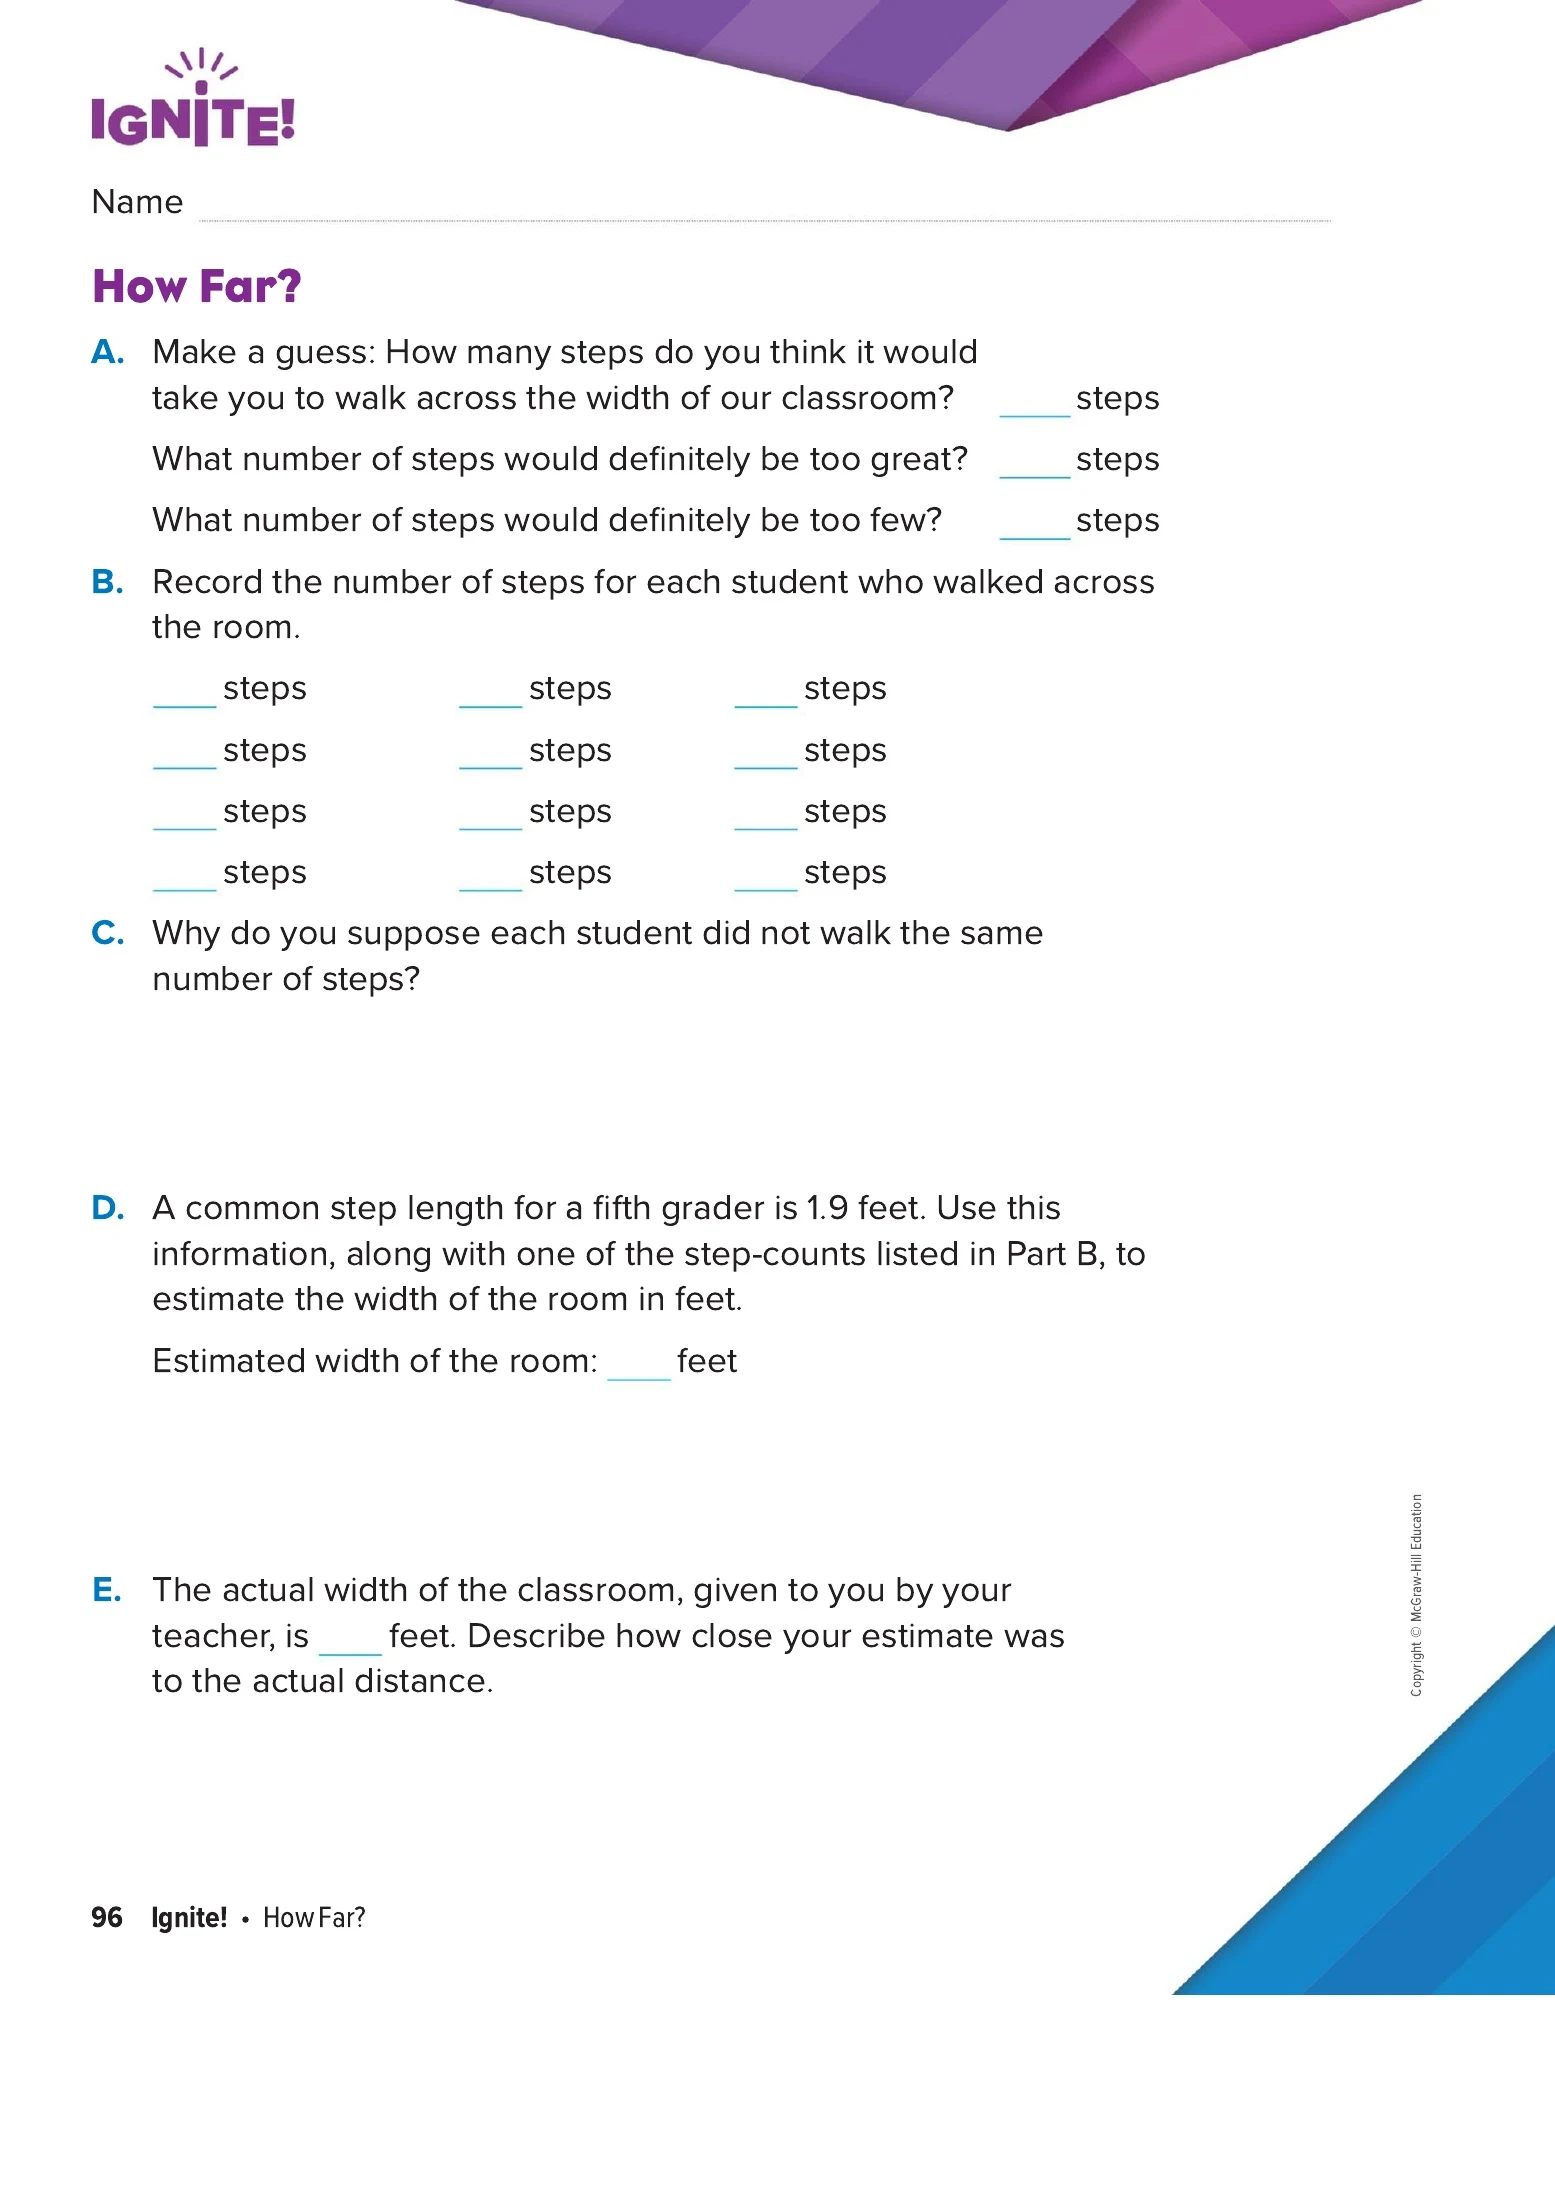 IGNITE!
Name
How Far?
A. Make a guess: How many steps do you think it would
take you to walk across the width of our classroom? ____ steps
What number of steps would definitely be too great? ____ steps
What number of steps would definitely be too few? ____ steps
B. Record the number of steps for each student who walked across
the room.
____ steps ____ steps ____ steps
____ steps ____ steps ____ steps
____ steps ____ steps ____ steps
____ steps ____ steps ____ steps
C. Why do you suppose each student did not walk the same
number of steps?
D. A common step length for a fifth grader is 1.9 feet. Use this
information, along with one of the step-counts listed in Part B, to
estimate the width of the room in feet.
Estimated width of the room: ____ feet
E. The actual width of the classroom, given to you by your
teacher, is ____ feet. Describe how close your estimate was
to the actual distance.
Copyright © McGraw-Hill Education
96 Ignite! • How Far?